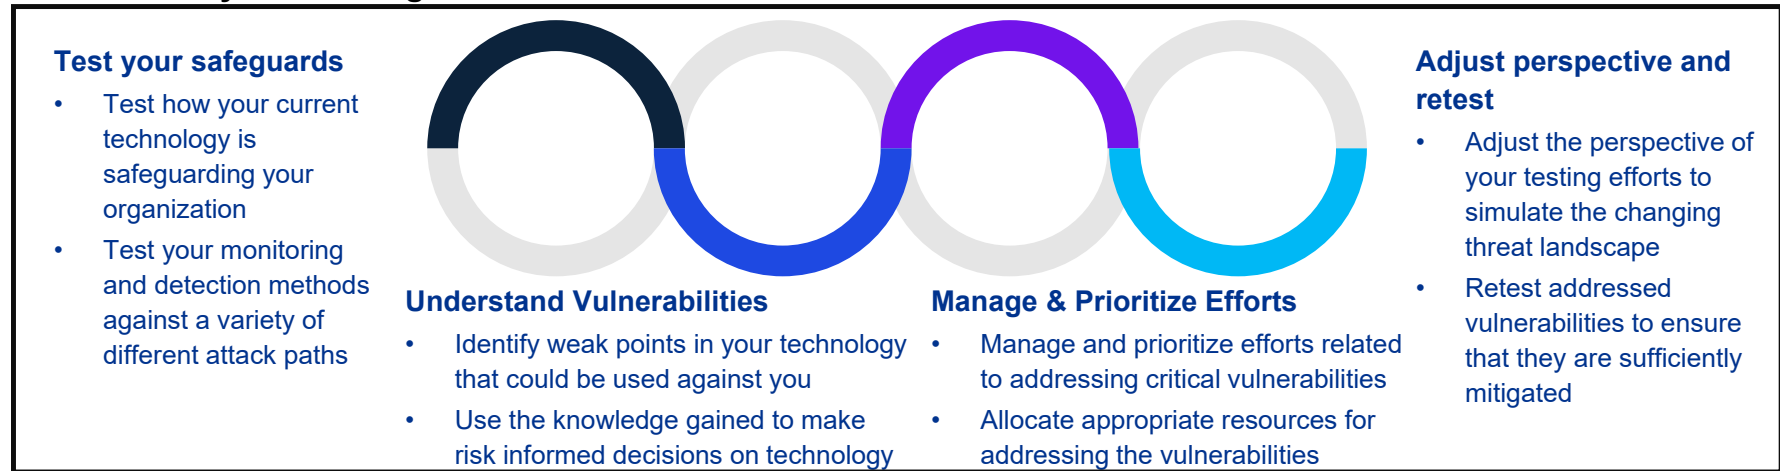 Test your safeguards
• Test how your current
technology is
safeguarding your
organization
• Test your monitoring
and detection methods
against a variety of
different attack paths
Understand Vulnerabilities
• Identify weak points in your technology
that could be used against you
• Use the knowledge gained to make
risk informed decisions on technology
Manage & Prioritize Efforts
• Manage and prioritize efforts related
to addressing critical vulnerabilities
• Allocate appropriate resources for
addressing the vulnerabilities
Adjust perspective and
retest
• Adjust the perspective of
your testing efforts to
simulate the changing
threat landscape
• Retest addressed
vulnerabilities to ensure
that they are sufficiently
mitigated